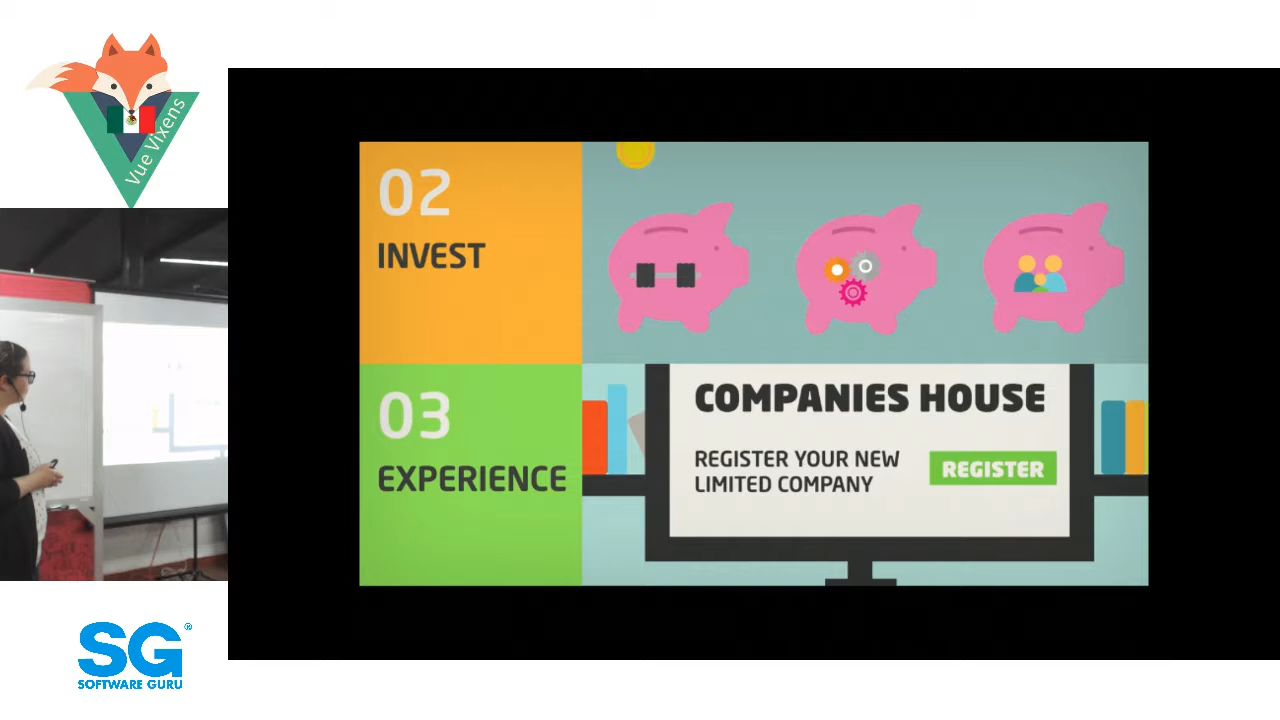 Vue Vixens
02
INVEST
03
EXPERIENCE
COMPANIES HOUSE
REGISTER YOUR NEW
LIMITED COMPANY
REGISTER
SG®
SOFTWARE GURU